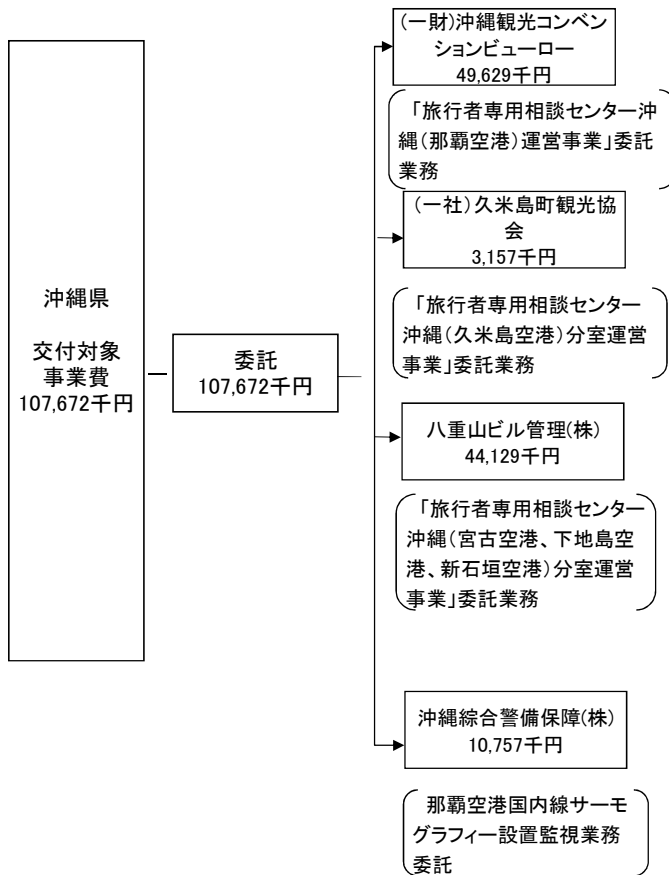 沖縄県
交付対象
事業費
107,672千円
委託
107,672千円
(一財)沖縄観光コンベン
ションビューロー
49,629千円
「旅行者専用相談センター沖
縄(那覇空港)運営事業」委託
業務
(一社)久米島町観光協
会
3,157千円
「旅行者専用相談センター
沖縄(久米島空港)分室運営
事業」委託業務
八重山ビル管理(株)
44,129千円
「旅行者専用相談センター
沖縄(宮古空港、下地島空
港、新石垣空港)分室運営
事業」委託業務
沖縄綜合警備保障(株)
10,757千円
那覇空港国内線サーモ
グラフィー設置監視業務
委託